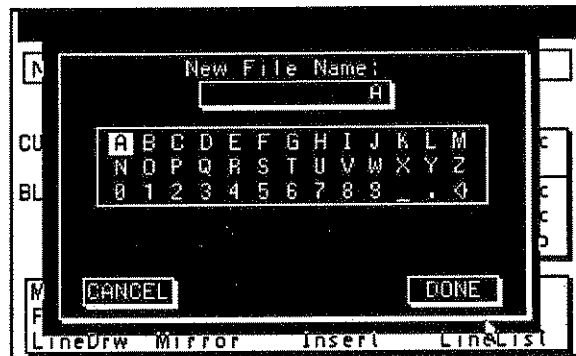 New File Name:
A
A B C D E F G H I J K L M
N O P Q R S T U V W X Y Z
0 1 2 3 4 5 6 7 8 9 _ .
CANCEL DONE
LineDrw Mirror Insert LineList